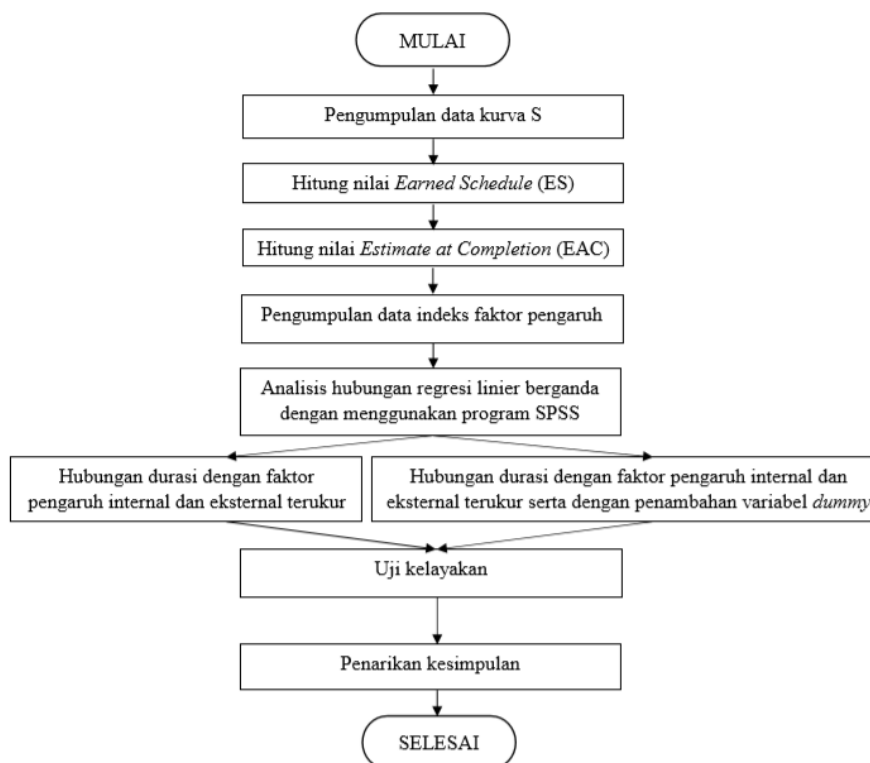 MULAI
Pengumpulan data kurva S
Hitung nilai Earned Schedule (ES)
Hitung nilai Estimate at Completion (EAC)
Pengumpulan data indeks faktor pengaruh
Analisis hubungan regresi linier berganda
dengan menggunakan program SPSS
Hubungan durasi dengan faktor
pengaruh internal dan eksternal terukur
Hubungan durasi dengan faktor pengaruh internal dan
eksternal terukur serta dengan penambahan variabel dummy
Uji kelayakan
Penarikan kesimpulan
SELESAI